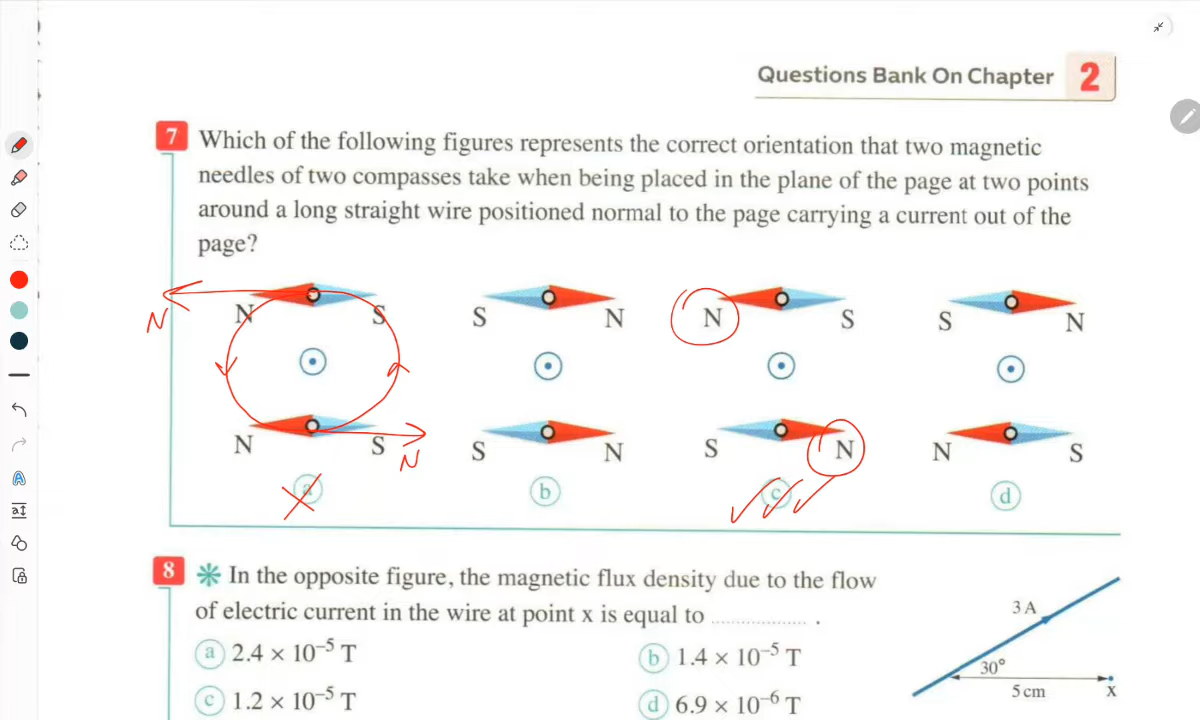 Questions Bank On Chapter 2
7 Which of the following figures represents the correct orientation that two magnetic
needles of two compasses take when being placed in the plane of the page at two points
around a long straight wire positioned normal to the page carrying a current out of the
page?
N N S S N N S S N
N S N S N S N N S
a b c d
8 In the opposite figure, the magnetic flux density due to the flow
of electric current in the wire at point x is equal to ................ .
3 A
30°
5 cm x
a 2.4 × 10⁻⁵ T b 1.4 × 10⁻⁵ T
c 1.2 × 10⁻⁵ T d 6.9 × 10⁻⁶ T